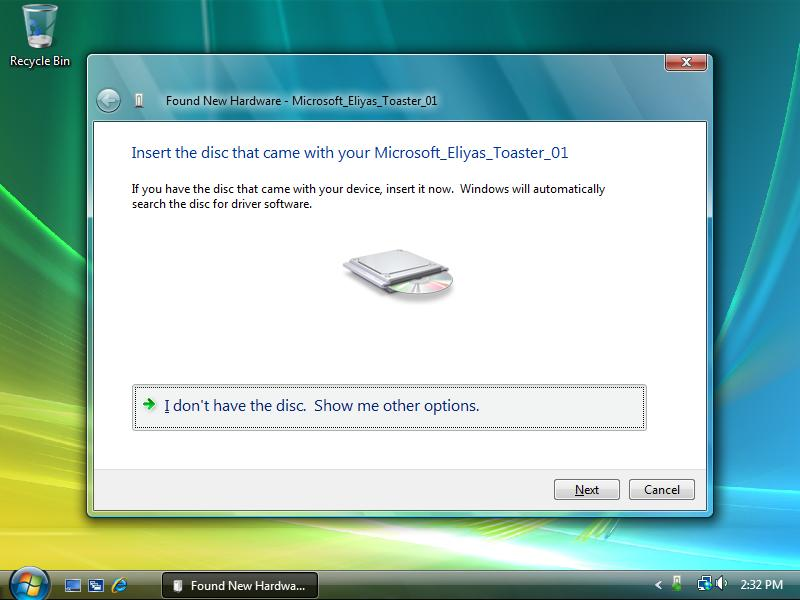 Recycle Bin
Found New Hardware - Microsoft_Eliyas_Toaster_01
Insert the disc that came with your Microsoft_Eliyas_Toaster_01
If you have the disc that came with your device, insert it now.  Windows will automatically
search the disc for driver software.
I don't have the disc.  Show me other options.
Next
Cancel
Found New Hardwa...
2:32 PM